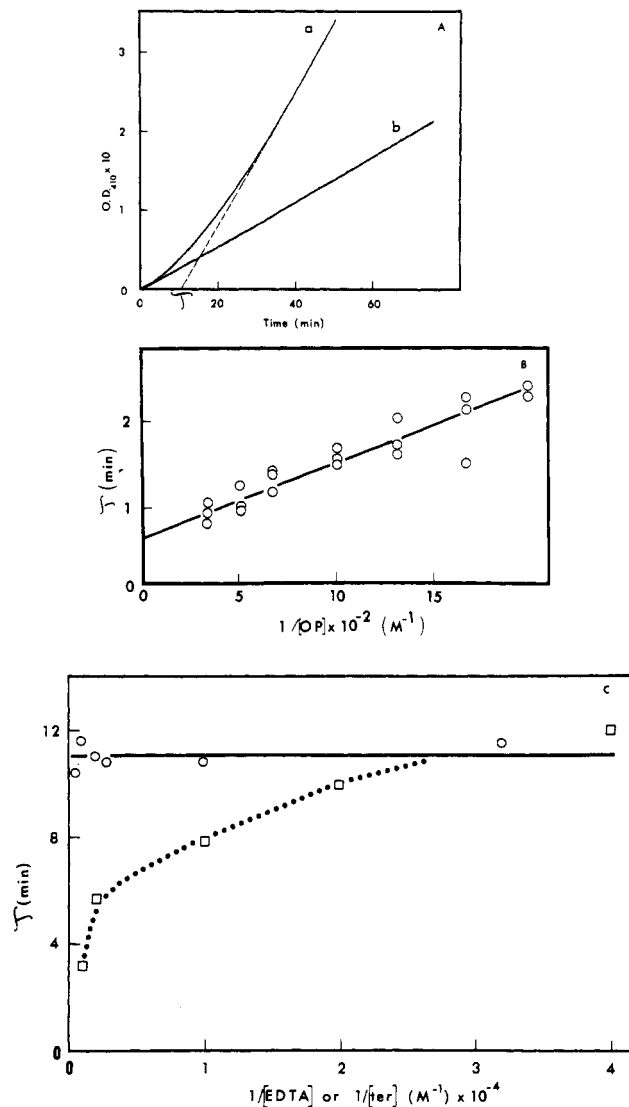 A
3
2
1
0
O.D.410 x 10
b
0 20 40 60
Time (min)
B
2
1
0
(min)
0 5 10 15
1/[OP] x 10-2 (M-1)
C
12
8
4
0
(min)
0 1 2 3 4
1/[EDTA] or 1/[ter] (M-1) x 10-4